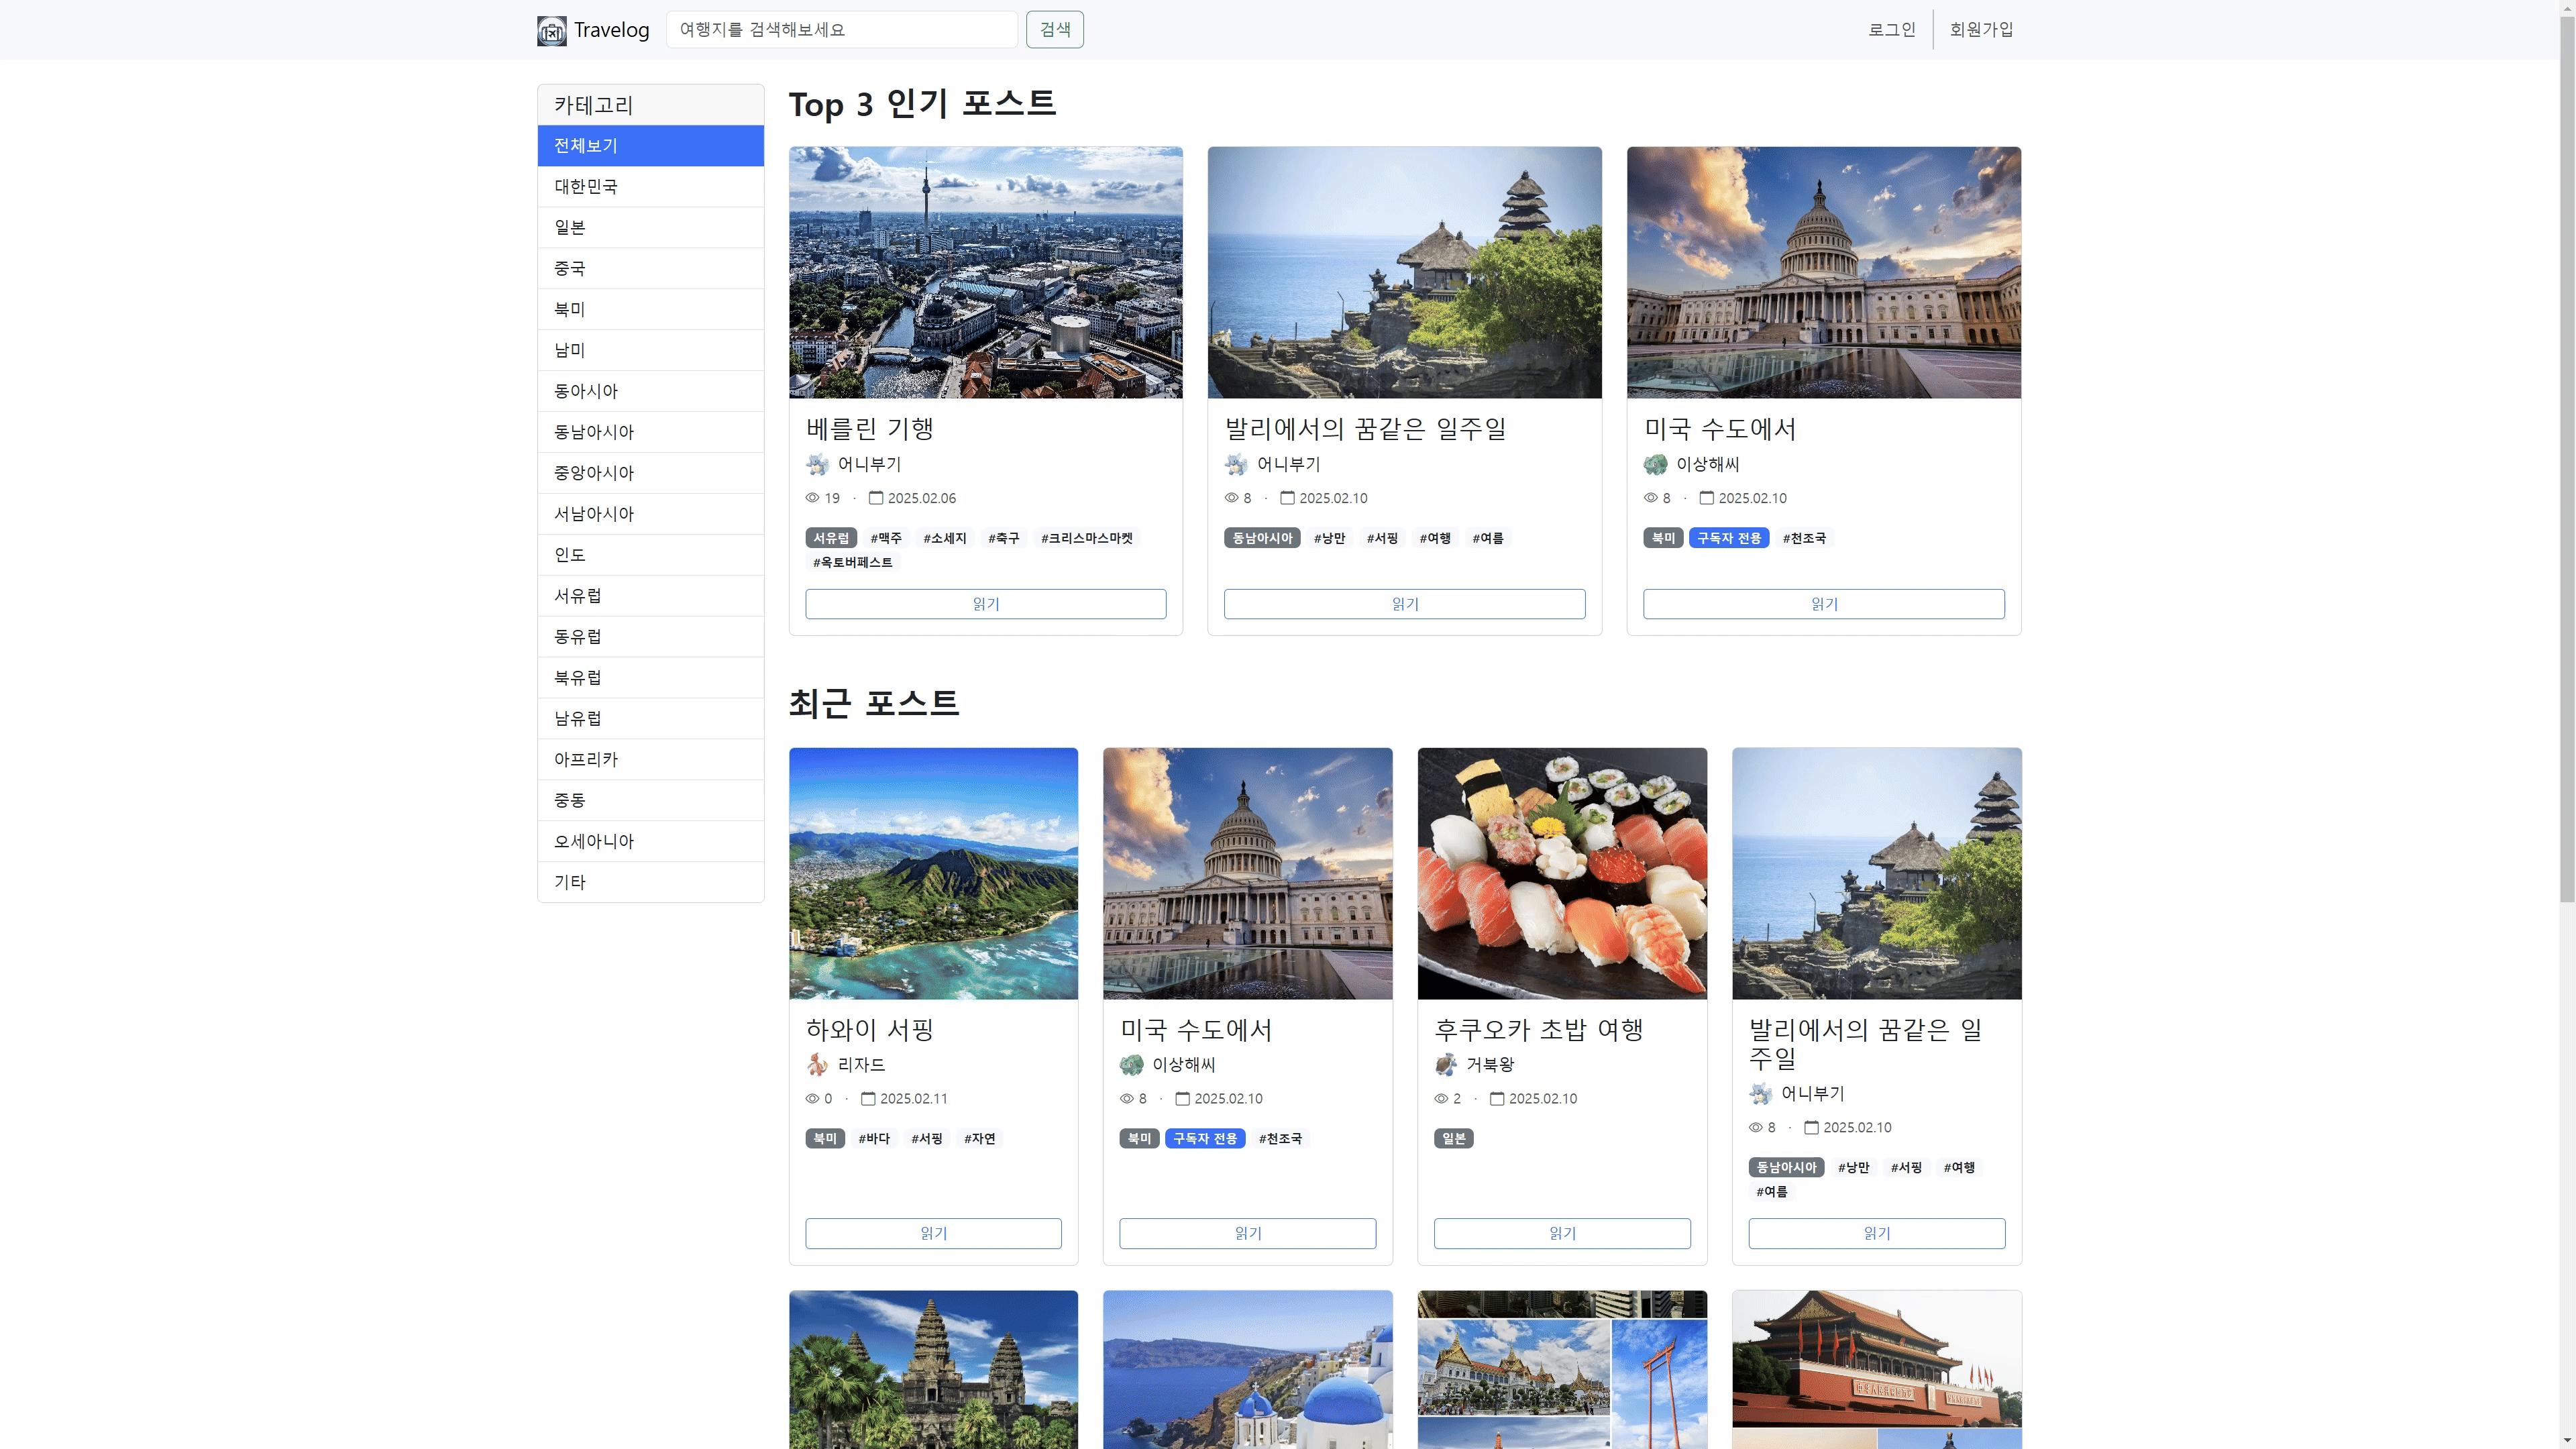 Travelog
여행지를 검색해보세요
검색
로그인
회원가입
카테고리
전체보기
대한민국
일본
중국
북미
남미
동아시아
동남아시아
중앙아시아
서남아시아
인도
서유럽
동유럽
북유럽
남유럽
아프리카
중동
오세아니아
기타
Top 3 인기 포스트
베를린 기행
어니부기
19 · 2025.02.06
서유럽 #맥주 #소세지 #축구 #크리스마스마켓
#옥토버페스트
읽기
발리에서의 꿈같은 일주일
어니부기
8 · 2025.02.10
동남아시아 #낭만 #서핑 #여행 #여름
읽기
미국 수도에서
이상해씨
8 · 2025.02.10
북미 구독자 전용 #천조국
읽기
최근 포스트
하와이 서핑
리자드
0 · 2025.02.11
북미 #바다 #서핑 #자연
읽기
미국 수도에서
이상해씨
8 · 2025.02.10
북미 구독자 전용 #천조국
읽기
후쿠오카 초밥 여행
거북왕
2 · 2025.02.10
일본
읽기
발리에서의 꿈같은 일
주일
어니부기
8 · 2025.02.10
동남아시아 #낭만 #서핑 #여행
#여름
읽기